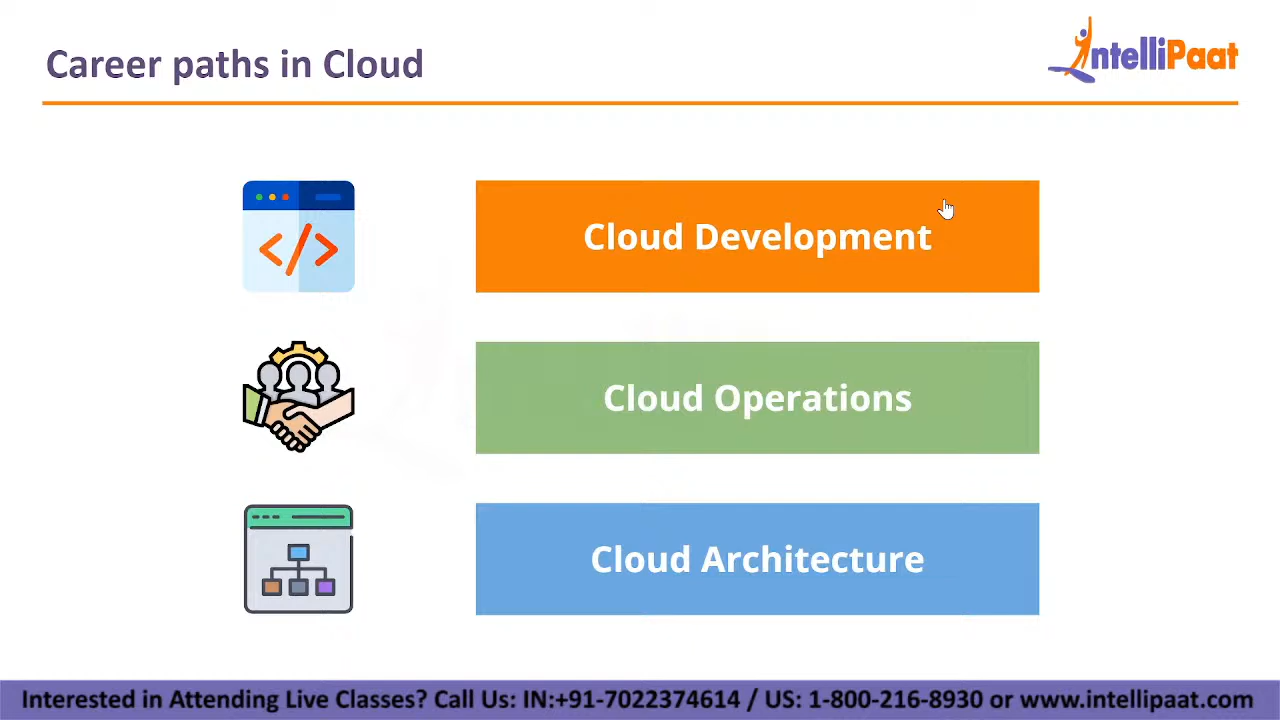 Career paths in Cloud
IntelliPaat
Cloud Development
Cloud Operations
Cloud Architecture
Interested in Attending Live Classes? Call Us: IN:+91-7022374614 / US: 1-800-216-8930 or www.intellipaat.com